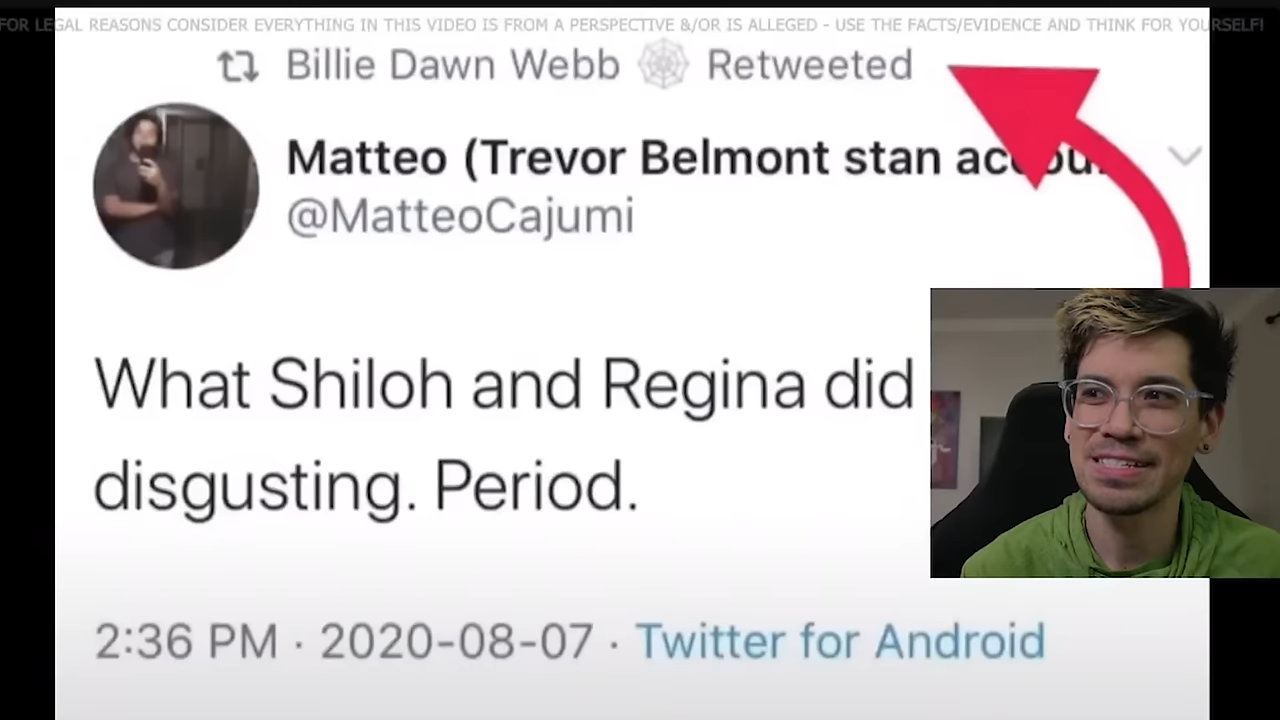 FOR LEGAL REASONS CONSIDER EVERYTHING IN THIS VIDEO IS FROM A PERSPECTIVE &/OR IS ALLEGED - USE THE FACTS/EVIDENCE AND THINK FOR YOURSELF!
Billie Dawn Webb 🕸 Retweeted
Matteo (Trevor Belmont stan
@MatteoCajumi
What Shiloh and Regina did
disgusting. Period.
2:36 PM · 2020-08-07 · Twitter for Android